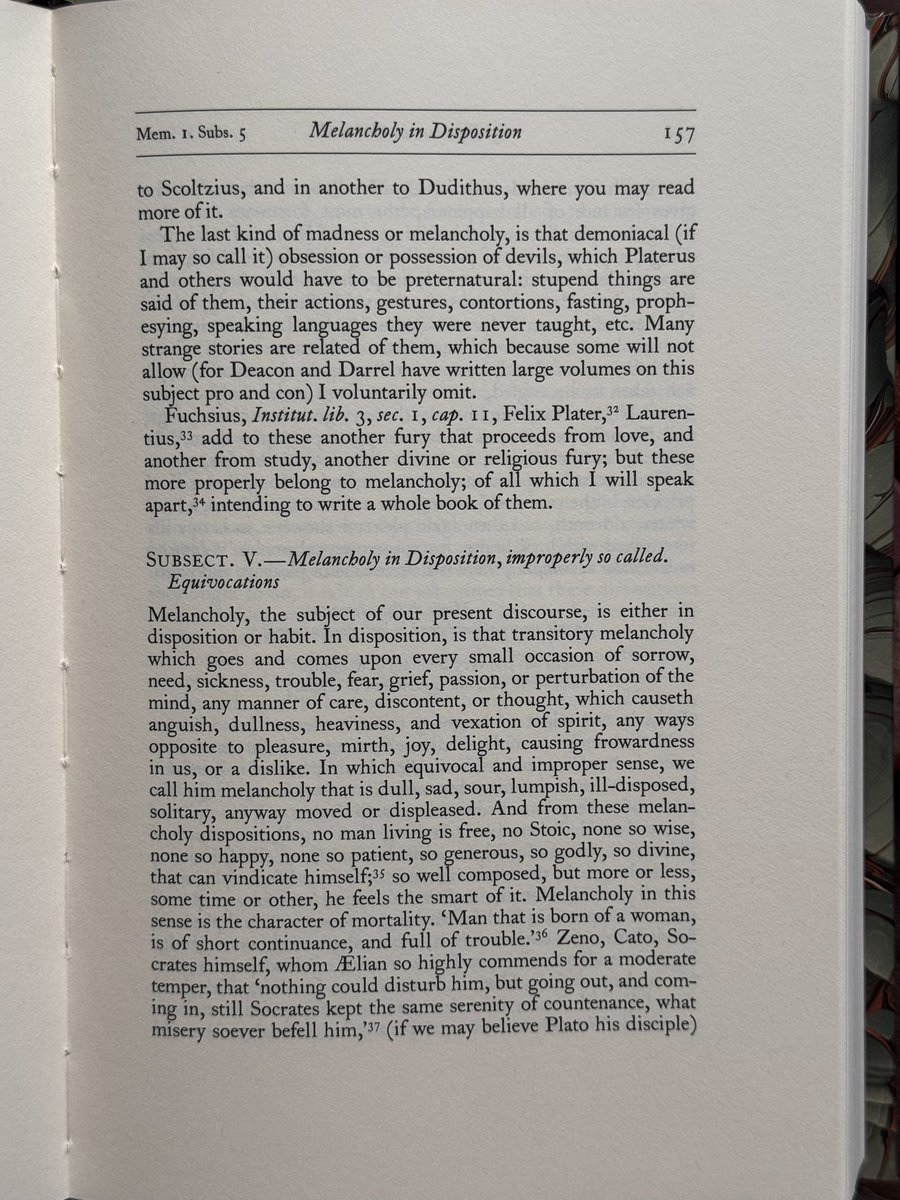 Mem. 1. Subs. 5 Melancholy in Disposition 157
to Scoltzius, and in another to Dudithus, where you may read
more of it.
The last kind of madness or melancholy, is that demoniacal (if
I may so call it) obsession or possession of devils, which Platerus
and others would have to be preternatural: stupend things are
said of them, their actions, gestures, contortions, fasting, proph-
esying, speaking languages they were never taught, etc. Many
strange stories are related of them, which because some will not
allow (for Deacon and Darrel have written large volumes on this
subject pro and con) I voluntarily omit.
Fuchsius, Institut. lib. 3, sec. 1, cap. 11, Felix Plater,³² Lauren-
tius,³³ add to these another fury that proceeds from love, and
another from study, another divine or religious fury; but these
more properly belong to melancholy; of all which I will speak
apart,³⁴ intending to write a whole book of them.
SUBSECT. V.—Melancholy in Disposition, improperly so called.
Equivocations
Melancholy, the subject of our present discourse, is either in
disposition or habit. In disposition, is that transitory melancholy
which goes and comes upon every small occasion of sorrow,
need, sickness, trouble, fear, grief, passion, or perturbation of the
mind, any manner of care, discontent, or thought, which causeth
anguish, dullness, heaviness, and vexation of spirit, any ways
opposite to pleasure, mirth, joy, delight, causing frowardness
in us, or a dislike. In which equivocal and improper sense, we
call him melancholy that is dull, sad, sour, lumpish, ill-disposed,
solitary, anyway moved or displeased. And from these melan-
choly dispositions, no man living is free, no Stoic, none so wise,
none so happy, none so patient, so generous, so godly, so divine,
that can vindicate himself;³⁵ so well composed, but more or less,
some time or other, he feels the smart of it. Melancholy in this
sense is the character of mortality. ‘Man that is born of a woman,
is of short continuance, and full of trouble.’³⁶ Zeno, Cato, So-
crates himself, whom Ælian so highly commends for a moderate
temper, that ‘nothing could disturb him, but going out, and com-
ing in, still Socrates kept the same serenity of countenance, what
misery soever befell him,’³⁷ (if we may believe Plato his disciple)